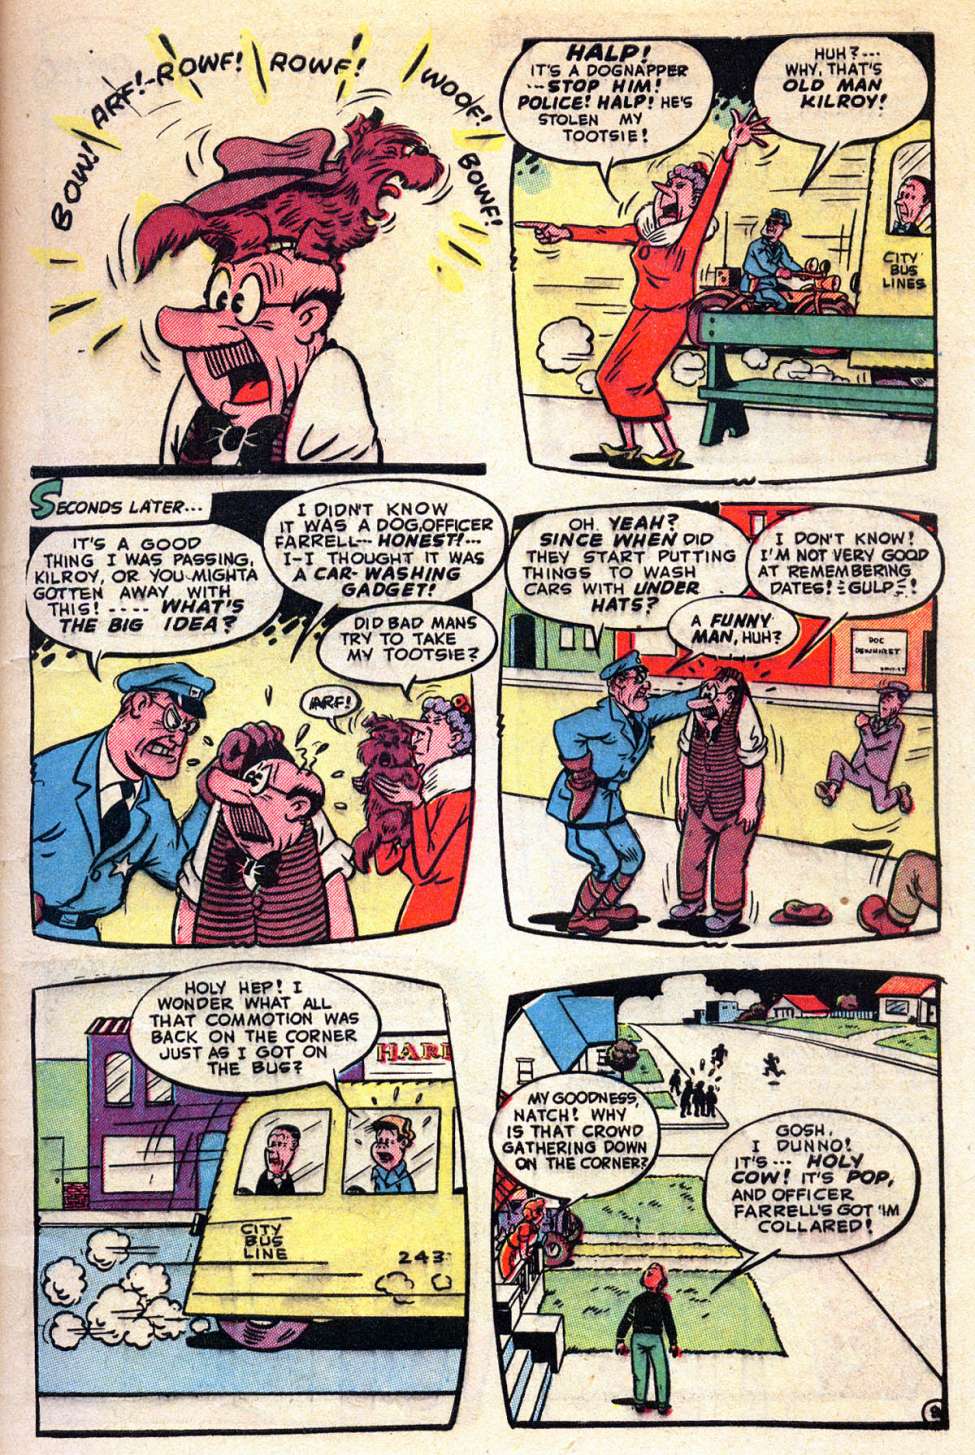 BOW! ARF!-ROWF! ROWF! WOOF! BOWF!
HALP!
IT'S A DOGNAPPER
--STOP HIM!
POLICE! HALP! HE'S
STOLEN MY
TOOTSIE!
HUH?---
WHY, THAT'S
OLD MAN
KILROY!
CITY
BUS
LINES
SECONDS LATER...
IT'S A GOOD
THING I WAS PASSING,
KILROY, OR YOU MIGHTA
GOTTEN AWAY WITH
THIS! ---- WHAT'S
THE BIG IDEA?
I DIDN'T KNOW
IT WAS A DOG, OFFICER
FARRELL--- HONEST!---
I-I THOUGHT IT WAS
A CAR-WASHING
GADGET!
DID BAD MANS
TRY TO TAKE
MY TOOTSIE?
ARF!
OH, YEAH?
SINCE WHEN DID
THEY START PUTTING
THINGS TO WASH
CARS WITH UNDER
HATS?
A FUNNY
MAN, HUH?
I DON'T KNOW!
I'M NOT VERY GOOD
AT REMEMBERING
DATES! :GULP:!
DOC
DEWHURST
HOLY HEP! I
WONDER WHAT ALL
THAT COMMOTION WAS
BACK ON THE CORNER
JUST AS I GOT ON
THE BUS?
HARD
CITY
BUS
LINE
243
MY GOODNESS,
NATCH! WHY
IS THAT CROWD
GATHERING DOWN
ON THE CORNER?
GOSH,
I DUNNO!
IT'S --- HOLY
COW! IT'S POP,
AND OFFICER
FARRELL'S GOT 'IM
COLLARED!